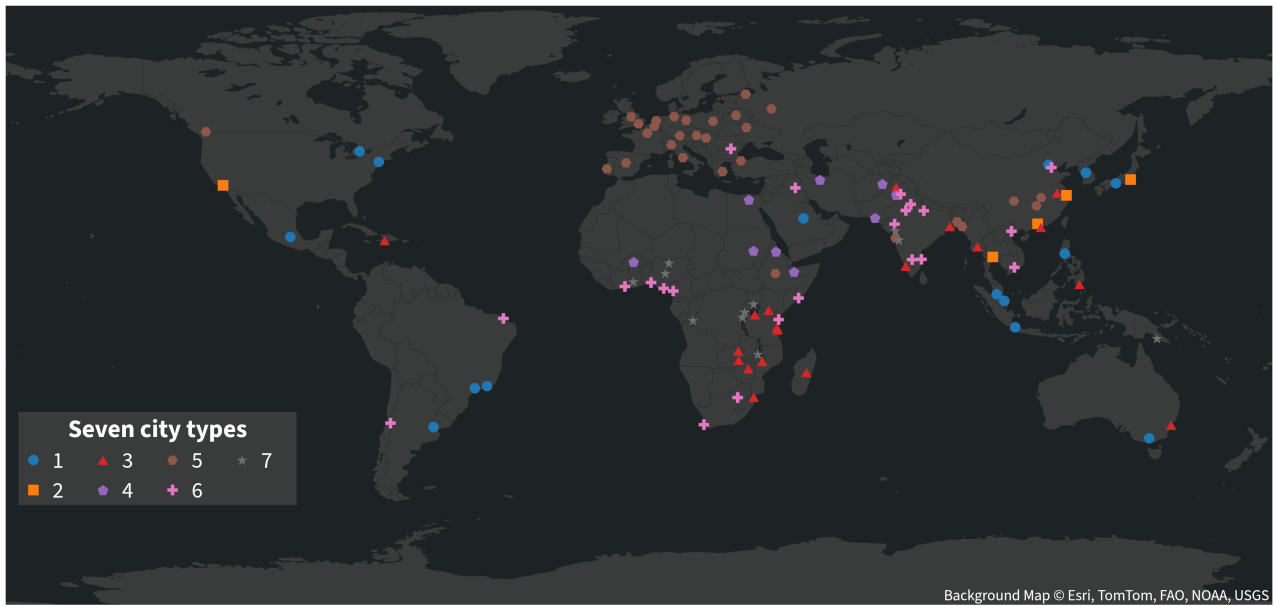 Seven city types
1 3 5 7
2 4 6
Background Map © Esri, TomTom, FAO, NOAA, USGS